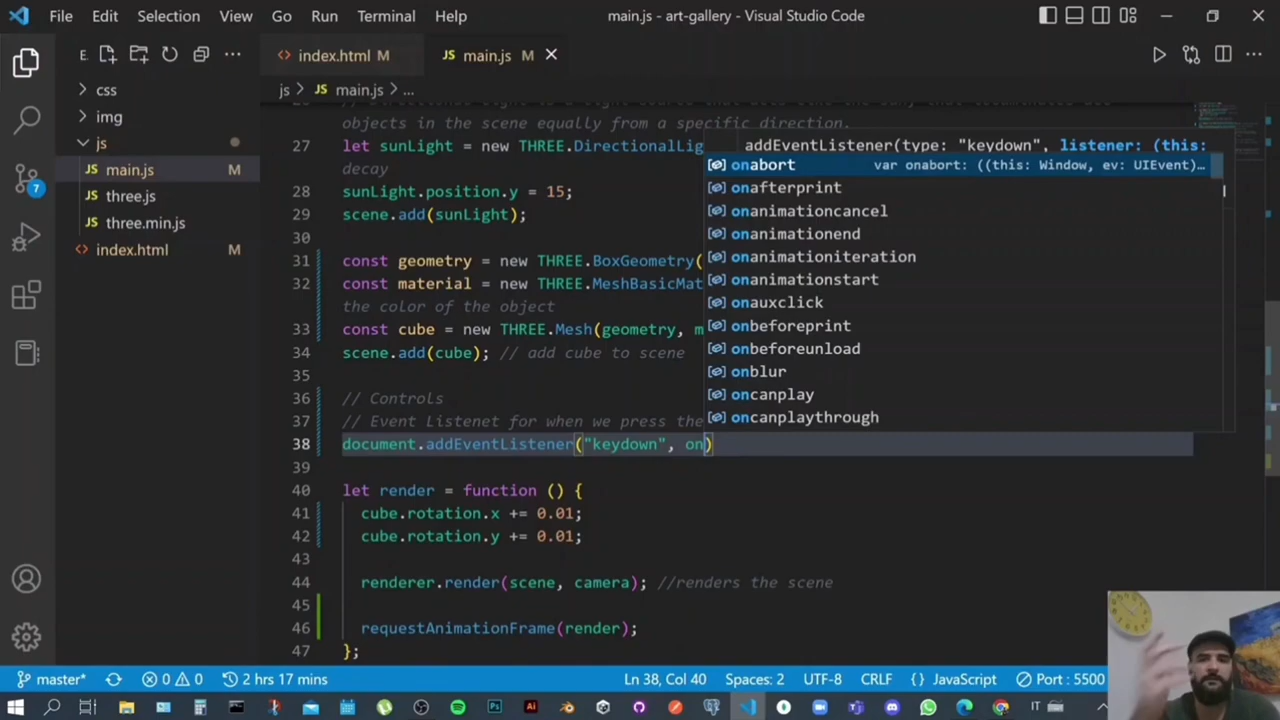 File Edit Selection View Go Run Terminal Help main.js - art-gallery - Visual Studio Code
E.
index.html M
JS main.js M
js > JS main.js > ...
css
img
js
JS main.js M
JS three.js
JS three.min.js
index.html M
7
objects in the scene equally from a specific direction.
27 let sunLight = new THREE.DirectionalLig
decay
28 sunLight.position.y = 15;
29 scene.add(sunLight);
30
31 const geometry = new THREE.BoxGeometry(
32 const material = new THREE.MeshBasicMat
the color of the object
33 const cube = new THREE.Mesh(geometry, m
34 scene.add(cube); // add cube to scene
35
36 // Controls
37 // Event Listenet for when we press the
38 document.addEventListener("keydown", on)
39
40 let render = function () {
41 cube.rotation.x += 0.01;
42 cube.rotation.y += 0.01;
43
44 renderer.render(scene, camera); //renders the scene
45
46 requestAnimationFrame(render);
47 };
addEventListener(type: "keydown", listener: (this:
onabort var onabort: ((this: Window, ev: UIEvent)…
onafterprint
onanimationcancel
onanimationend
onanimationiteration
onanimationstart
onauxclick
onbeforeprint
onbeforeunload
onblur
oncanplay
oncanplaythrough
master* 0 0 2 hrs 17 mins Ln 38, Col 40 Spaces: 2 UTF-8 CRLF {} JavaScript Port : 5500
Ps Ai IT